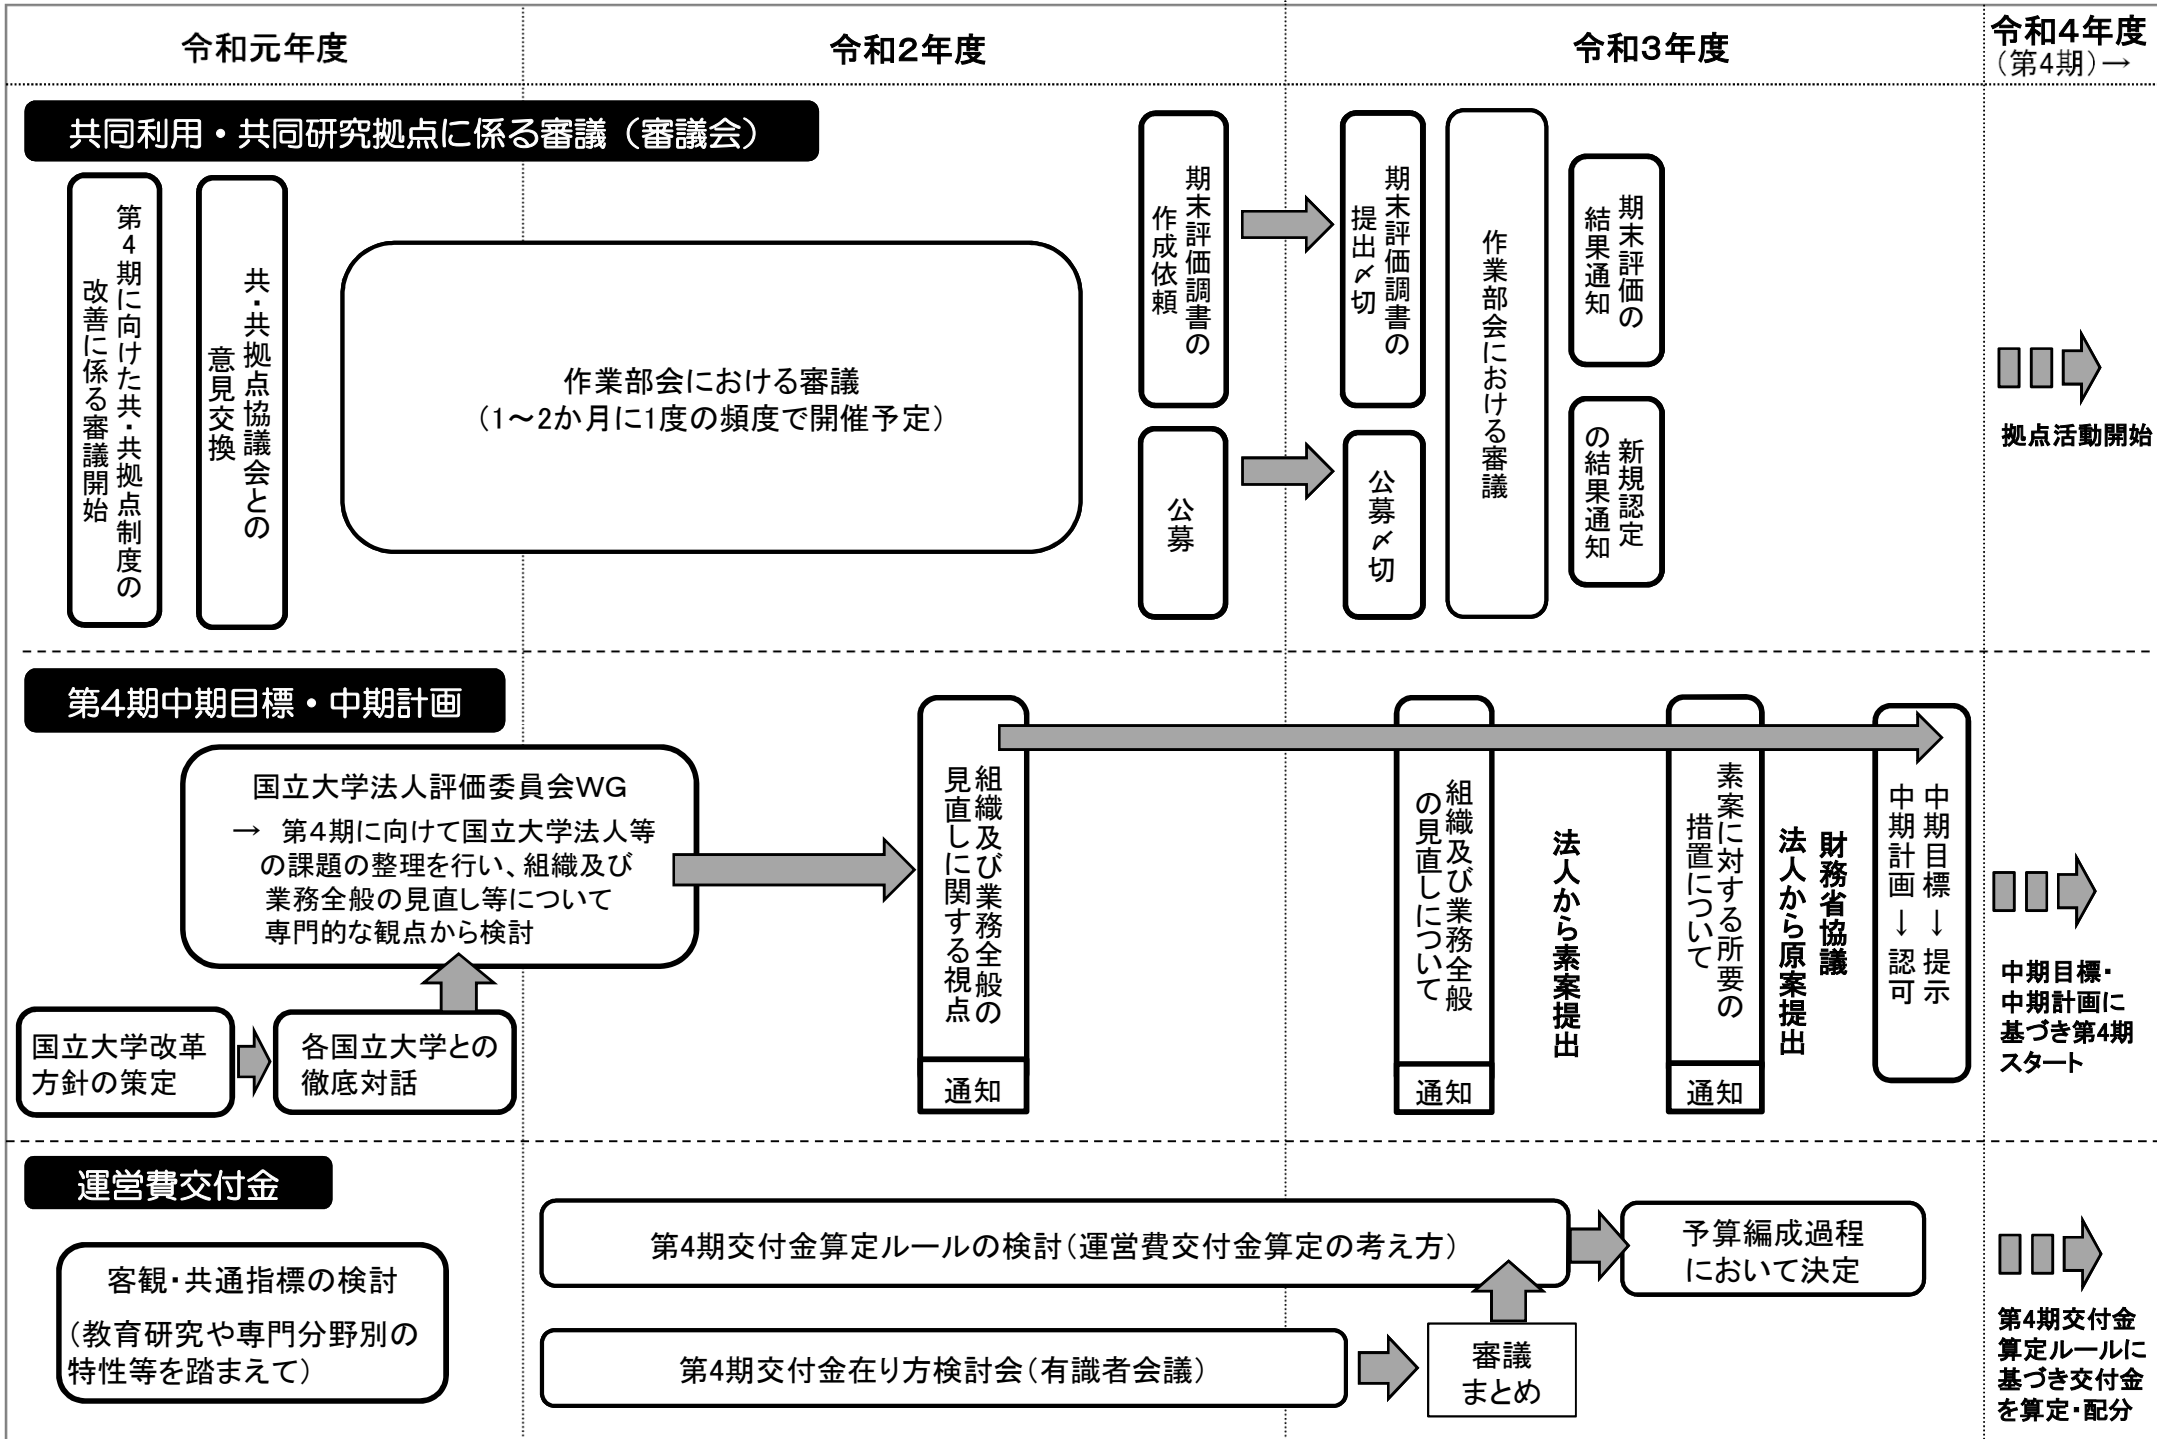 令和元年度
令和2年度
令和3年度
令和4年度
（第4期）→
共同利用・共同研究拠点に係る審議（審議会）
第4期に向けた共・共拠点制度の
改善に係る審議開始
共・共拠点協議会との
意見交換
作業部会における審議
（1～2か月に1度の頻度で開催予定）
期末評価調書の
作成依頼
公募
期末評価調書の
提出〆切
公募〆切
作業部会における審議
期末評価の
結果通知
新規認定
の結果通知
拠点活動開始
第4期中期目標・中期計画
国立大学法人評価委員会WG
→ 第4期に向けて国立大学法人等
の課題の整理を行い、組織及び
業務全般の見直し等について
専門的な観点から検討
国立大学改革
方針の策定
各国立大学との
徹底対話
組織及び業務全般の
見直しに関する視点
通知
組織及び業務全般
の見直しについて
通知
法人から素案提出
素案に対する所要の
措置について
通知
財務省協議
法人から原案提出
中期目標→提示
中期計画→認可
中期目標・
中期計画に
基づき第4期
スタート
運営費交付金
客観・共通指標の検討
（教育研究や専門分野別の
特性等を踏まえて）
第4期交付金算定ルールの検討（運営費交付金算定の考え方）
予算編成過程
において決定
第4期交付金在り方検討会（有識者会議）
審議
まとめ
第4期交付金
算定ルールに
基づき交付金
を算定・配分